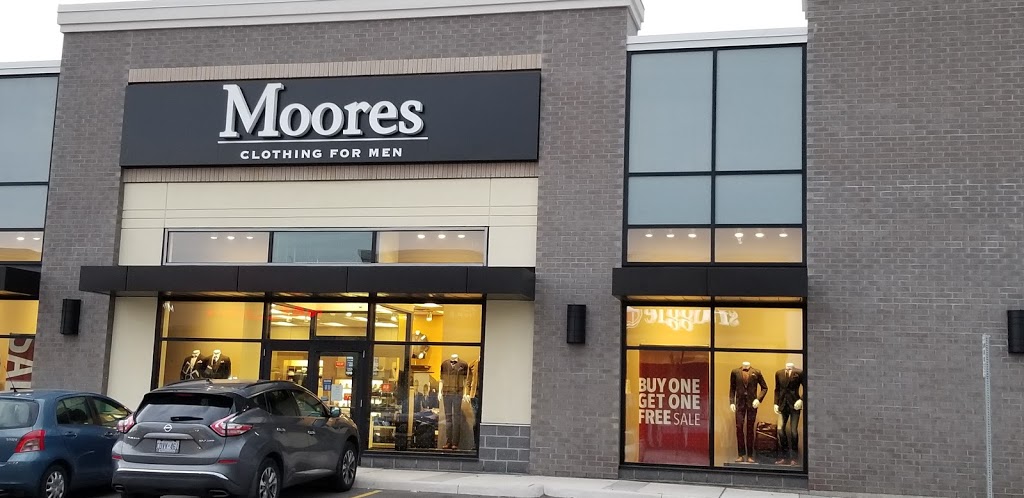 Moores
CLOTHING FOR MEN
BUY ONE
GET ONE
FREE SALE